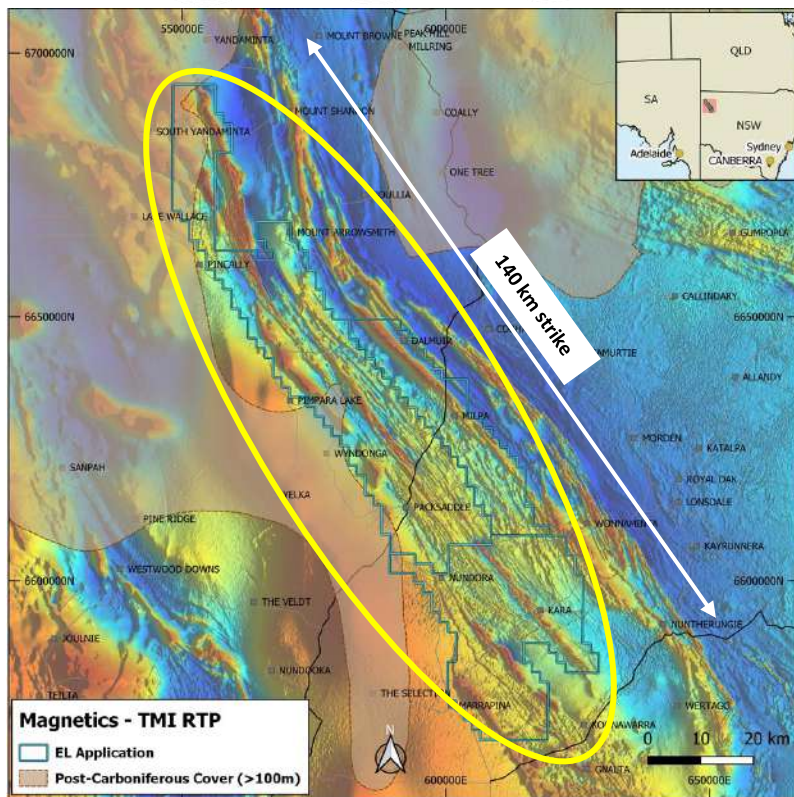 550000E
600000E
6700000N
YANDAMINTA
MOUNT BROWNE
PEAK HILL
MILLRING
QLD
SA
NSW
Adelaide
Sydney
CANBERRA
MOUNT SHANNON
COALLY
SOUTH YANDAMINTA
ONE TREE
LAKE WALLACE
MOUNT ARROWSMITH
GUMPOPLA
PINCALLY
140 km strike
CALLINDARY
6650000N
6650000N
DALMUIR
ALLANDY
PIMPARA LAKE
MILPA
MORDEN
KATALPA
WYNDONGA
SANPAH
ROYAL OAK
LONSDALE
YELKA
PACKSADDLE
PINE RIDGE
WONNAMINTA
KAYRUNNERA
WESTWOOD DOWNS
6600000N
NUNDORA
6600000N
THE VELDT
KARA
NUNTHERUNGIE
JOULNIE
NUNDOOKA
TEILTA
THE SELECTION
MARRAPINA
WERTAGO
KOONAWARRA
GNALTA
Magnetics - TMI RTP
EL Application
Post-Carboniferous Cover (>100m)
N
0 10 20 km
600000E
650000E